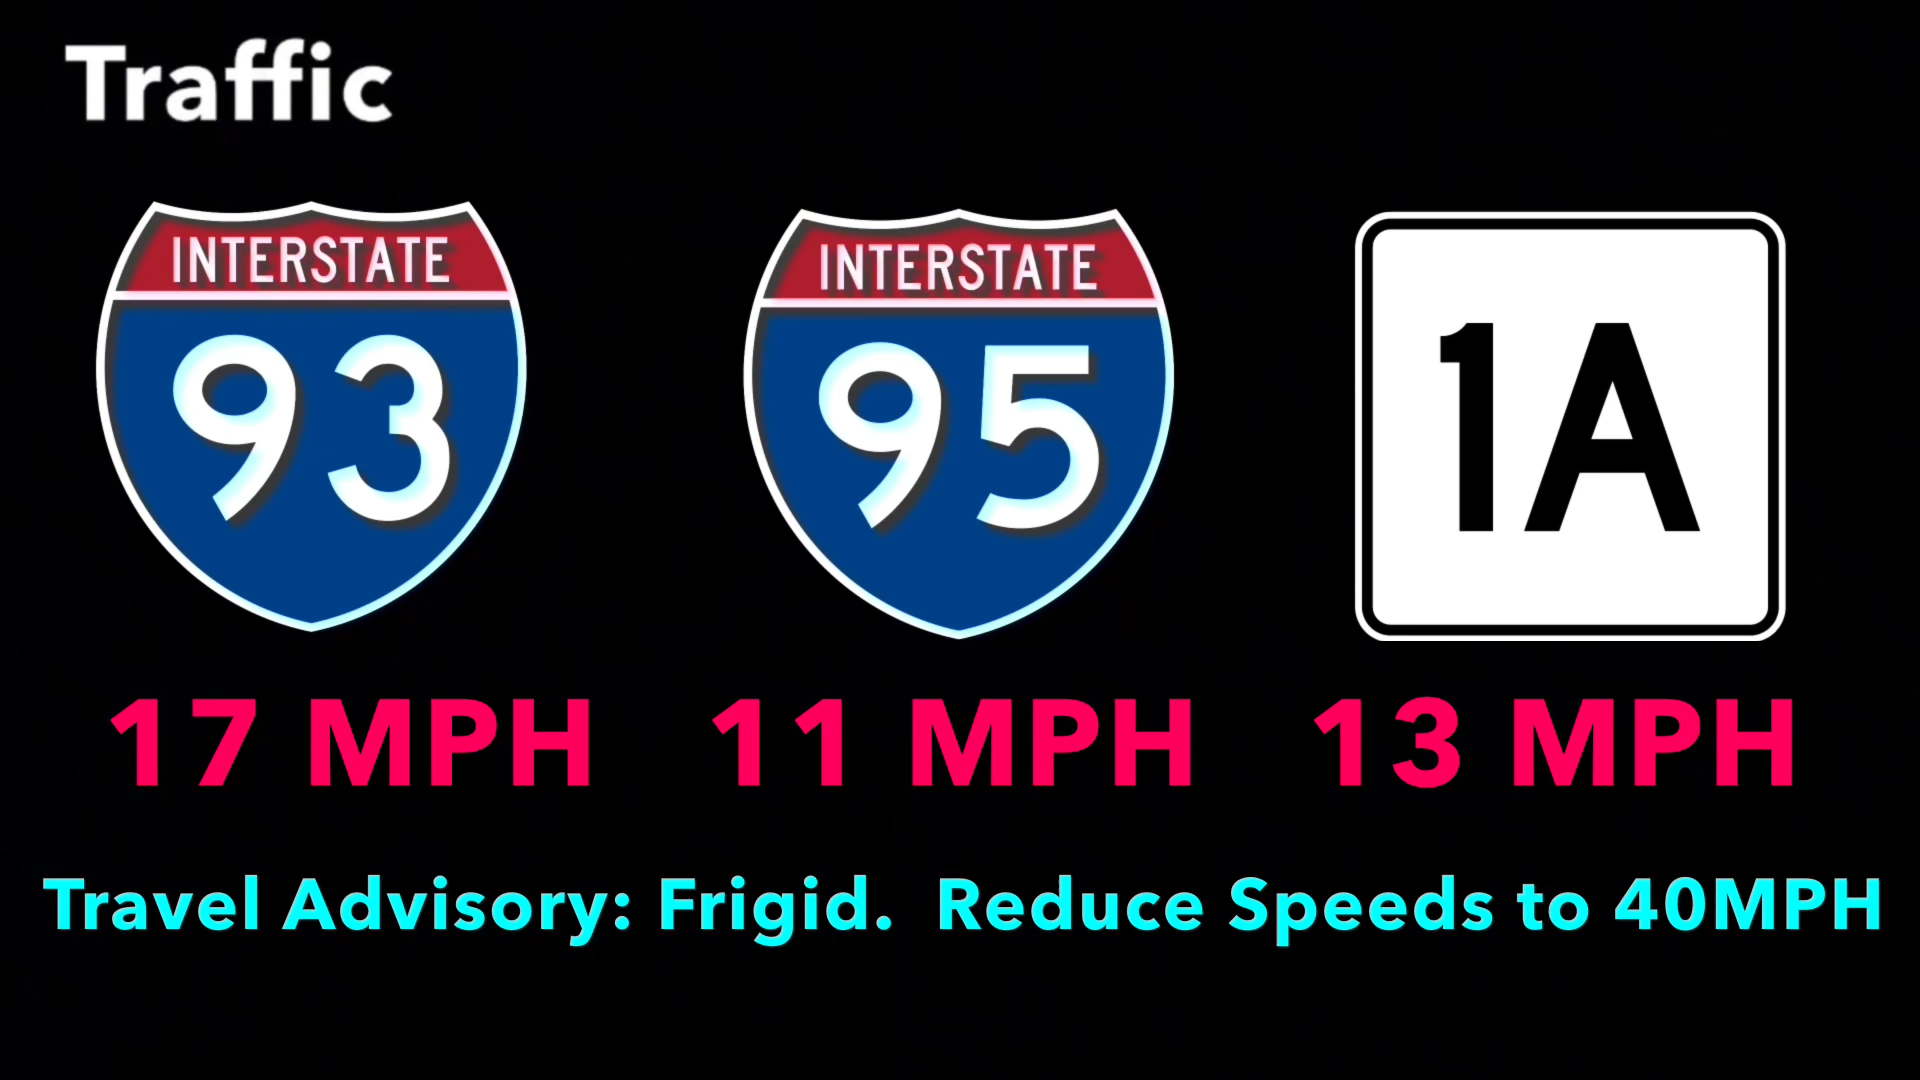 Traffic
INTERSTATE
93
INTERSTATE
95
1A
17 MPH
11 MPH
13 MPH
Travel Advisory: Frigid.  Reduce Speeds to 40MPH